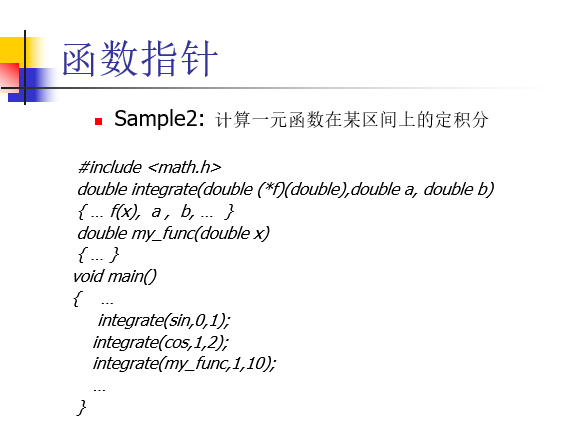 函数指针
Sample2: 计算一元函数在某区间上的定积分
#include <math.h>
double integrate(double (*f)(double),double a, double b)
{ … f(x), a , b, … }
double my_func(double x)
{ … }
void main()
{ …
integrate(sin,0,1);
integrate(cos,1,2);
integrate(my_func,1,10);
…
}